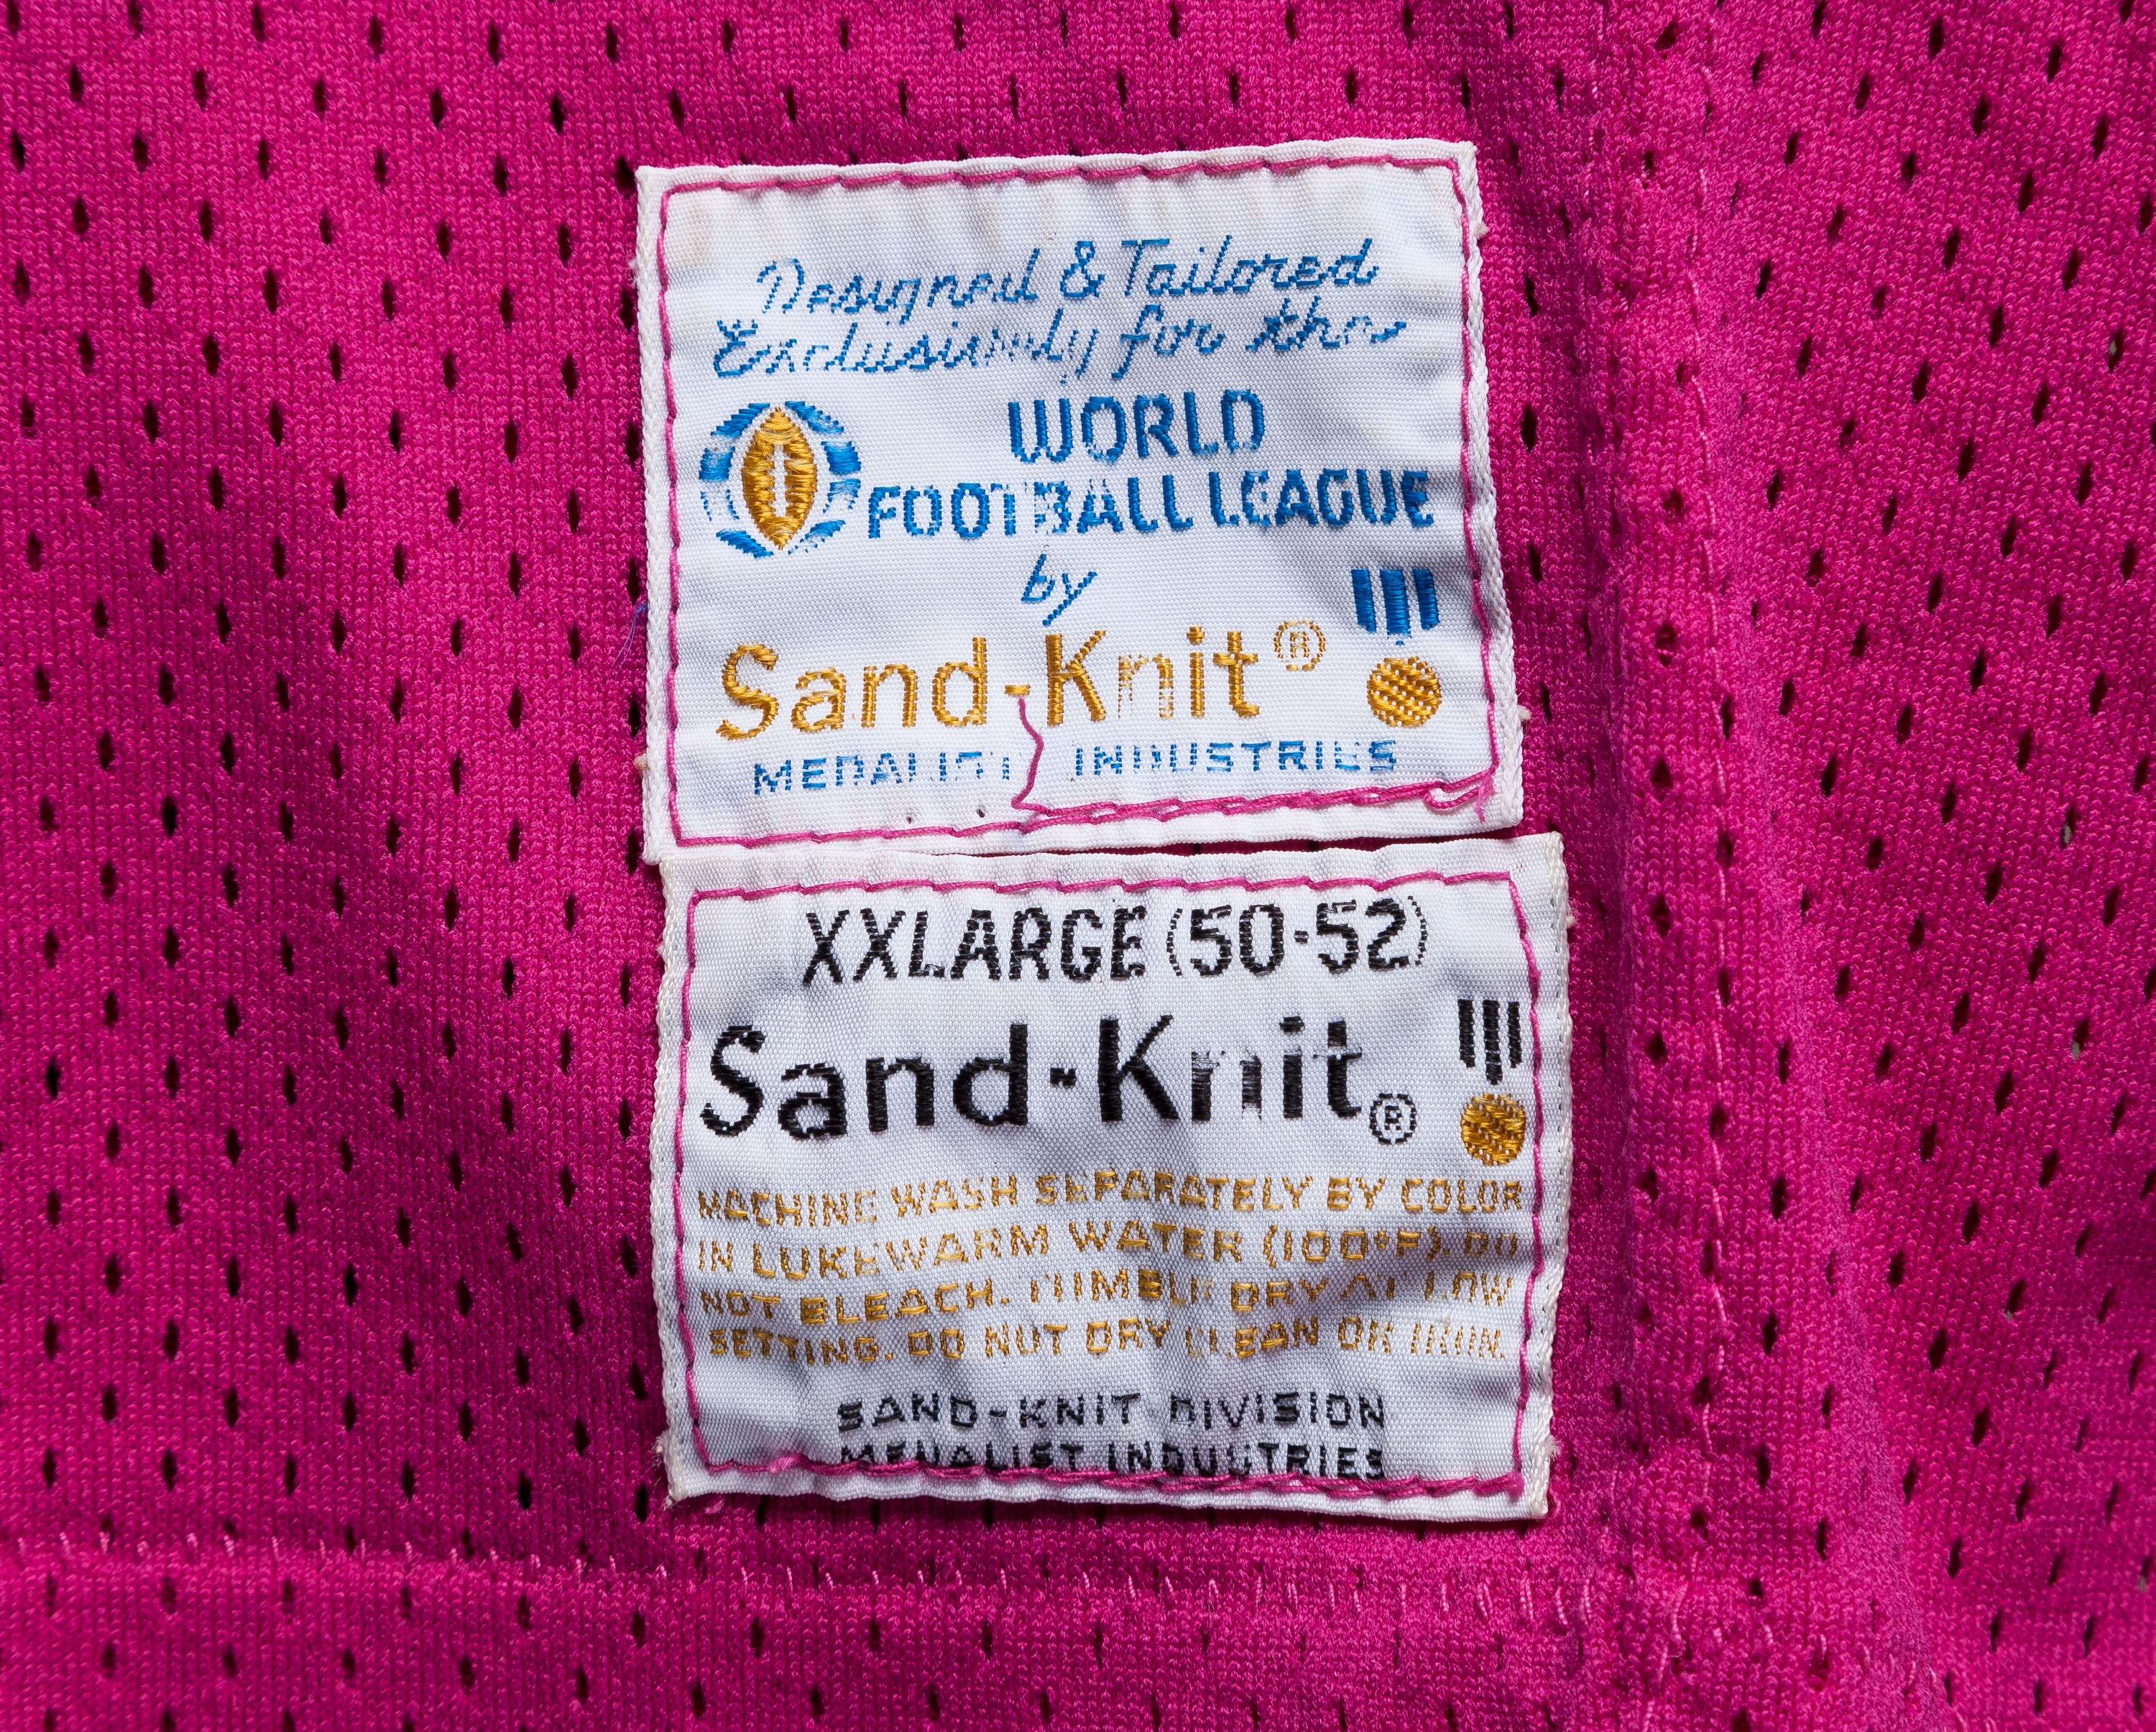 Designed & Tailored
Exclusively for the
WORLD
FOOTBALL LEAGUE
by
Sand-Knit®
MEDALIST INDUSTRIES
XXLARGE (50-52)
Sand-Knit®
MACHINE WASH SEPARATELY BY COLOR
IN LUKEWARM WATER (100°F). DO
NOT BLEACH. TUMBLE DRY AT LOW
SETTING. DO NOT DRY CLEAN OR IRON.
SAND-KNIT DIVISION
MEDALIST INDUSTRIES